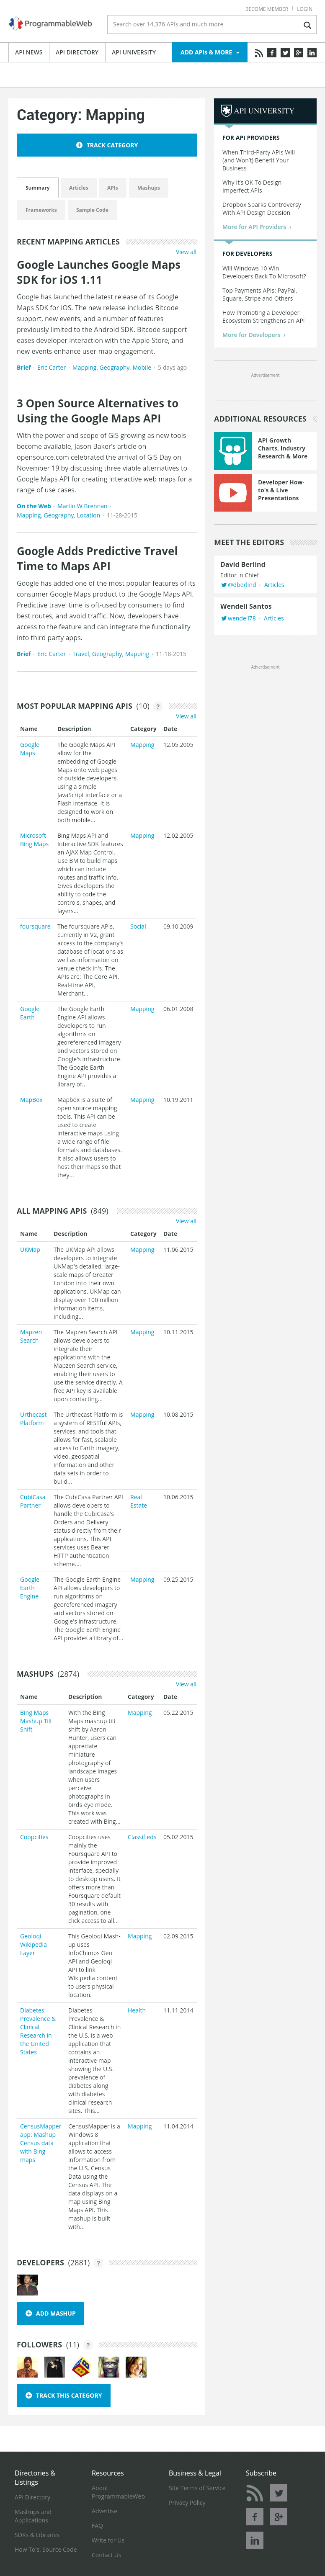 BECOME MEMBER
LOGIN
ProgrammableWeb
Search over 14,376 APIs and much more
API NEWS
API DIRECTORY
API UNIVERSITY
ADD APIs & MORE
Category: Mapping
TRACK CATEGORY
Summary
Articles
APIs
Mashups
Frameworks
Sample Code
RECENT MAPPING ARTICLES
View all
Google Launches Google Maps
SDK for iOS 1.11
Google has launched the latest release of its Google
Maps SDK for iOS. The new release includes Bitcode
support, new events, and a number of features
previously limited to the Android SDK. Bitcode support
eases developer interaction with the Apple Store, and
new events enhance user-map engagement.
Brief · Eric Carter · Mapping, Geography, Mobile · 5 days ago
3 Open Source Alternatives to
Using the Google Maps API
With the power and scope of GIS growing as new tools
become available, Jason Baker's article on
opensource.com celebrated the arrival of GIS Day on
November 19 by discussing three viable alternatives to
Google Maps API for creating interactive web maps for a
range of use cases.
On the Web · Martin W Brennan ·
Mapping, Geography, Location · 11-28-2015
Google Adds Predictive Travel
Time to Maps API
Google has added one of the most popular features of its
consumer Google Maps product to the Google Maps API.
Predictive travel time is oft-used by consumers to find
best routes, and avoid traffic. Now, developers have
access to the feature and can integrate the functionality
into third party apps.
Brief · Eric Carter · Travel, Geography, Mapping · 11-18-2015
MOST POPULAR MAPPING APIS (10) ?
View all
Name Description Category Date
Google Maps
The Google Maps API
allow for the
embedding of Google
Maps onto web pages
of outside developers,
using a simple
JavaScript interface or a
Flash interface. It is
designed to work on
both mobile...
Mapping
12.05.2005
Microsoft Bing Maps
Bing Maps API and
Interactive SDK features
an AJAX Map Control.
Use BM to build maps
which can include
routes and traffic info.
Gives developers the
ability to code the
controls, shapes, and
layers...
Mapping
12.02.2005
foursquare
The foursquare APIs,
currently in V2, grant
access to the company's
database of locations as
well as information on
venue check in's. The
APIs are: The Core API,
Real-time API,
Merchant...
Social
09.10.2009
Google Earth
The Google Earth
Engine API allows
developers to run
algorithms on
georeferenced imagery
and vectors stored on
Google's infrastructure.
The Google Earth
Engine API provides a
library of...
Mapping
06.01.2008
MapBox
Mapbox is a suite of
open source mapping
tools. This API can be
used to create
interactive maps using
a wide range of file
formats and databases.
It also allows users to
host their maps so that
they...
Mapping
10.19.2011
ALL MAPPING APIS (849)
View all
Name Description Category Date
UKMap
The UKMap API allows
developers to integrate
UKMap's detailed, large-
scale maps of Greater
London into their own
applications. UKMap can
display over 100 million
information items,
including...
Mapping
11.06.2015
Mapzen Search
The Mapzen Search API
allows developers to
integrate their
applications with the
Mapzen Search service,
enabling their users to
use the service directly. A
free API key is available
upon contacting...
Mapping
10.11.2015
Urthecast Platform
The Urthecast Platform is
a system of RESTful APIs,
services, and tools that
allows for fast, scalable
access to Earth imagery,
video, geospatial
information and other
data sets in order to
build...
Mapping
10.08.2015
CubiCasa Partner
The CubiCasa Partner API
allows developers to
handle the CubiCasa's
Orders and Delivery
status directly from their
applications. This API
services uses Bearer
HTTP authentication
scheme....
Real Estate
10.06.2015
Google Earth Engine
The Google Earth Engine
API allows developers to
run algorithms on
georeferenced imagery
and vectors stored on
Google's infrastructure.
The Google Earth Engine
API provides a library of...
Mapping
09.25.2015
MASHUPS (2874)
View all
Name Description Category Date
Bing Maps Mashup Tilt Shift
With the Bing
Maps mashup tilt
shift by Aaron
Hunter, users can
appreciate
miniature
photography of
landscape images
when users
perceive
photographs in
birds-eye mode.
This work was
created with Bing...
Mapping
05.22.2015
Coopcities
Coopcities uses
mainly the
Foursquare API to
provide improved
interface, specially
to desktop users. It
offers more than
Foursquare default
30 results with
pagination, one
click access to all...
Classifieds
05.02.2015
Geoloqi Wikipedia Layer
This Geoloqi Mash-
up uses
InfoChimps Geo
API and Geoloqi
API to link
Wikipedia content
to users physical
location.
Mapping
02.09.2015
Diabetes Prevalence & Clinical Research in the United States
Diabetes
Prevalence &
Clinical Research in
the U.S. is a web
application that
contains an
interactive map
showing the U.S.
prevalence of
diabetes along
with diabetes
clinical research
sites. This...
Health
11.11.2014
CensusMapper app: Mashup Census data with Bing maps
CensusMapper is a
Windows 8
application that
allows to access
information from
the U.S. Census
Data using the
Census API. The
data displays on a
map using Bing
Maps API. This
mashup is built
with...
Mapping
11.04.2014
DEVELOPERS (2881) ?
ADD MASHUP
FOLLOWERS (11) ?
TRACK THIS CATEGORY
API UNIVERSITY
FOR API PROVIDERS
When Third-Party APIs Will
(and Won't) Benefit Your
Business
Why It's OK To Design
Imperfect APIs
Dropbox Sparks Controversy
With API Design Decision
More for API Providers ›
FOR DEVELOPERS
Will Windows 10 Win
Developers Back To Microsoft?
Top Payments APIs: PayPal,
Square, Stripe and Others
How Promoting a Developer
Ecosystem Strengthens an API
More for Developers ›
Advertisement
ADDITIONAL RESOURCES
API Growth
Charts, Industry
Research & More
Developer How-
to's & Live
Presentations
MEET THE EDITORS
David Berlind
Editor in Chief
@dberlind · Articles
Wendell Santos
wendell78 · Articles
Advertisement
Directories &
Listings
API Directory
Mashups and
Applications
SDKs & Libraries
How To's, Source Code
Resources
About
ProgrammableWeb
Advertise
FAQ
Write for Us
Contact Us
Business & Legal
Site Terms of Service
Privacy Policy
Subscribe